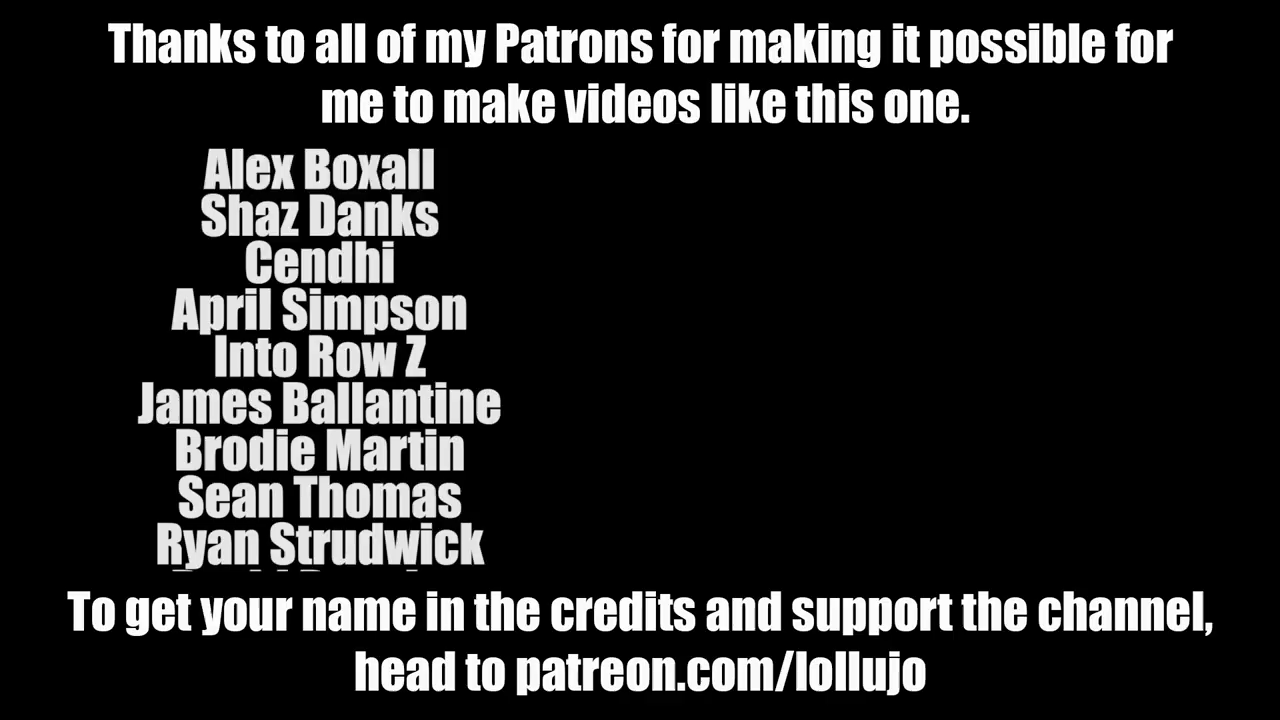 Thanks to all of my Patrons for making it possible for
me to make videos like this one.
Alex Boxall
Shaz Danks
Cendhi
April Simpson
Into Row Z
James Ballantine
Brodie Martin
Sean Thomas
Ryan Strudwick
To get your name in the credits and support the channel,
head to patreon.com/lollujo